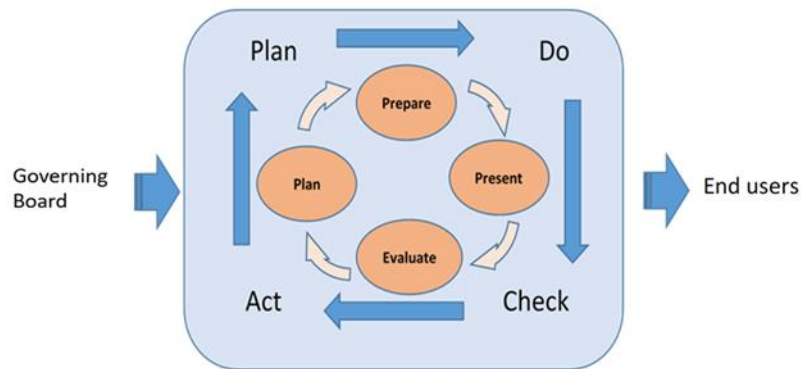 Plan
Do
Prepare
Governing
Board
Plan
Present
End users
Evaluate
Act
Check